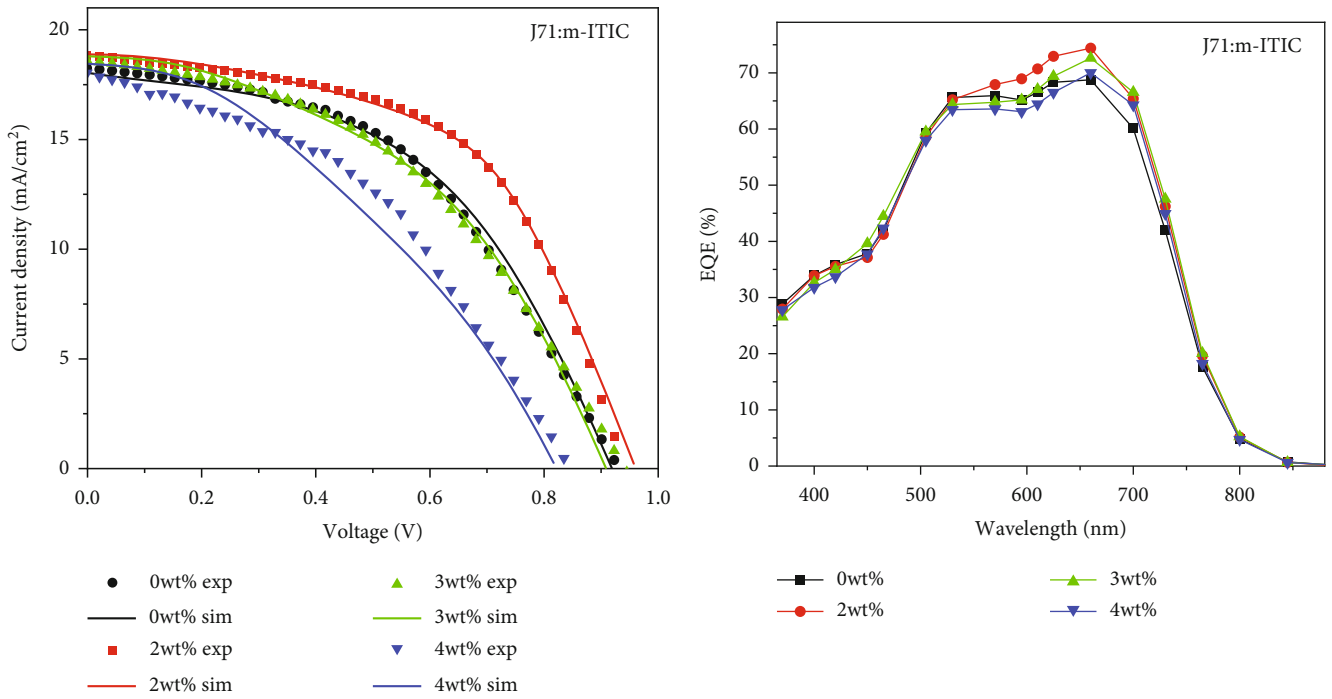 J71:m-ITIC
20
15
10
5
0
Current density (mA/cm²)
0.0 0.2 0.4 0.6 0.8 1.0
Voltage (V)
0wt% exp
0wt% sim
2wt% exp
2wt% sim
3wt% exp
3wt% sim
4wt% exp
4wt% sim
J71:m-ITIC
70
60
50
40
30
20
10
0
EQE (%)
400 500 600 700 800
Wavelength (nm)
0wt%
2wt%
3wt%
4wt%